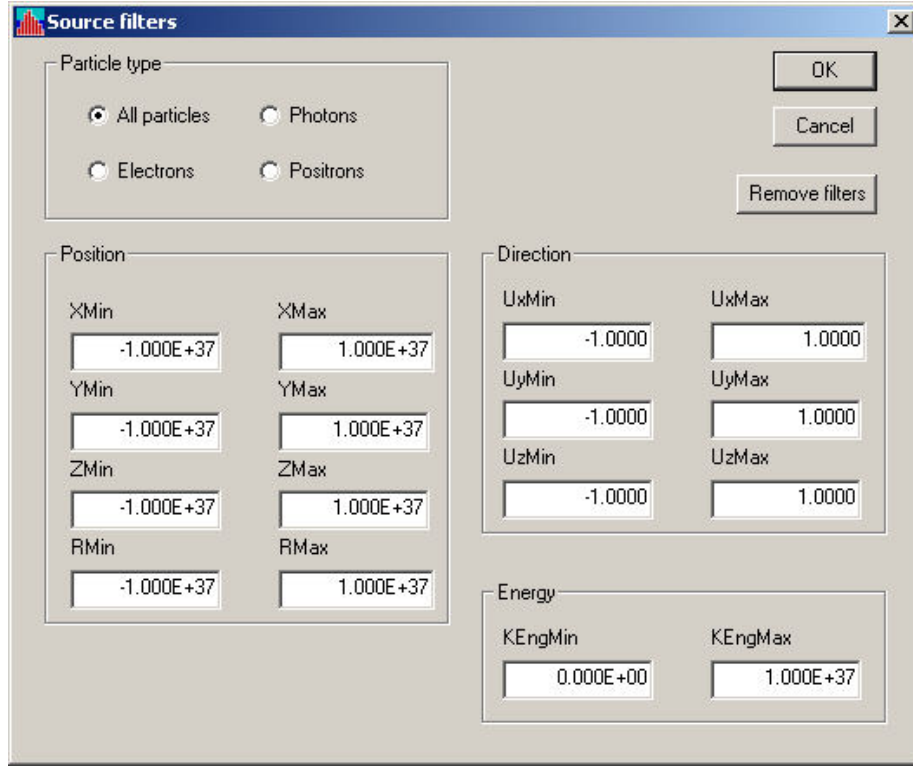 Source filters
Particle type
All particles Photons
Electrons Positrons
OK
Cancel
Remove filters
Position
XMin XMax
-1.000E+37 1.000E+37
YMin YMax
-1.000E+37 1.000E+37
ZMin ZMax
-1.000E+37 1.000E+37
RMin RMax
-1.000E+37 1.000E+37
Direction
UxMin UxMax
-1.0000 1.0000
UyMin UyMax
-1.0000 1.0000
UzMin UzMax
-1.0000 1.0000
Energy
KEngMin KEngMax
0.000E+00 1.000E+37